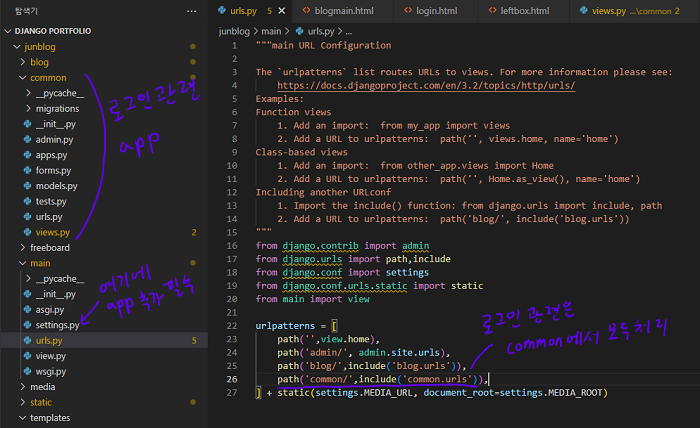 탐색기
DJANGO PORTFOLIO
junblog
blog
common
__pycache__
migrations
__init__.py
admin.py
apps.py
forms.py
models.py
tests.py
urls.py
views.py 2
freeboard
main
__pycache__
__init__.py
asgi.py
settings.py
urls.py 5
view.py
wsgi.py
media
static
templates
로그인 관련
app
여기에
app 추가 필수
urls.py 5
blogmain.html
login.html
leftbox.html
views.py ...\common 2
junblog > main > urls.py > ...
1 """main URL Configuration
2
3 The `urlpatterns` list routes URLs to views. For more information please see:
4 https://docs.djangoproject.com/en/3.2/topics/http/urls/
5 Examples:
6 Function views
7 1. Add an import: from my_app import views
8 2. Add a URL to urlpatterns: path('', views.home, name='home')
9 Class-based views
10 1. Add an import: from other_app.views import Home
11 2. Add a URL to urlpatterns: path('', Home.as_view(), name='home')
12 Including another URLconf
13 1. Import the include() function: from django.urls import include, path
14 2. Add a URL to urlpatterns: path('blog/', include('blog.urls'))
15 """
16 from django.contrib import admin
17 from django.urls import path,include
18 from django.conf import settings
19 from django.conf.urls.static import static
20 from main import view
21
22 urlpatterns = [
23 path('',view.home),
24 path('admin/', admin.site.urls),
25 path('blog/',include('blog.urls')),
26 path('common/',include('common.urls')),
27 ] + static(settings.MEDIA_URL, document_root=settings.MEDIA_ROOT)
로그인 관련은
common에서 모두처리